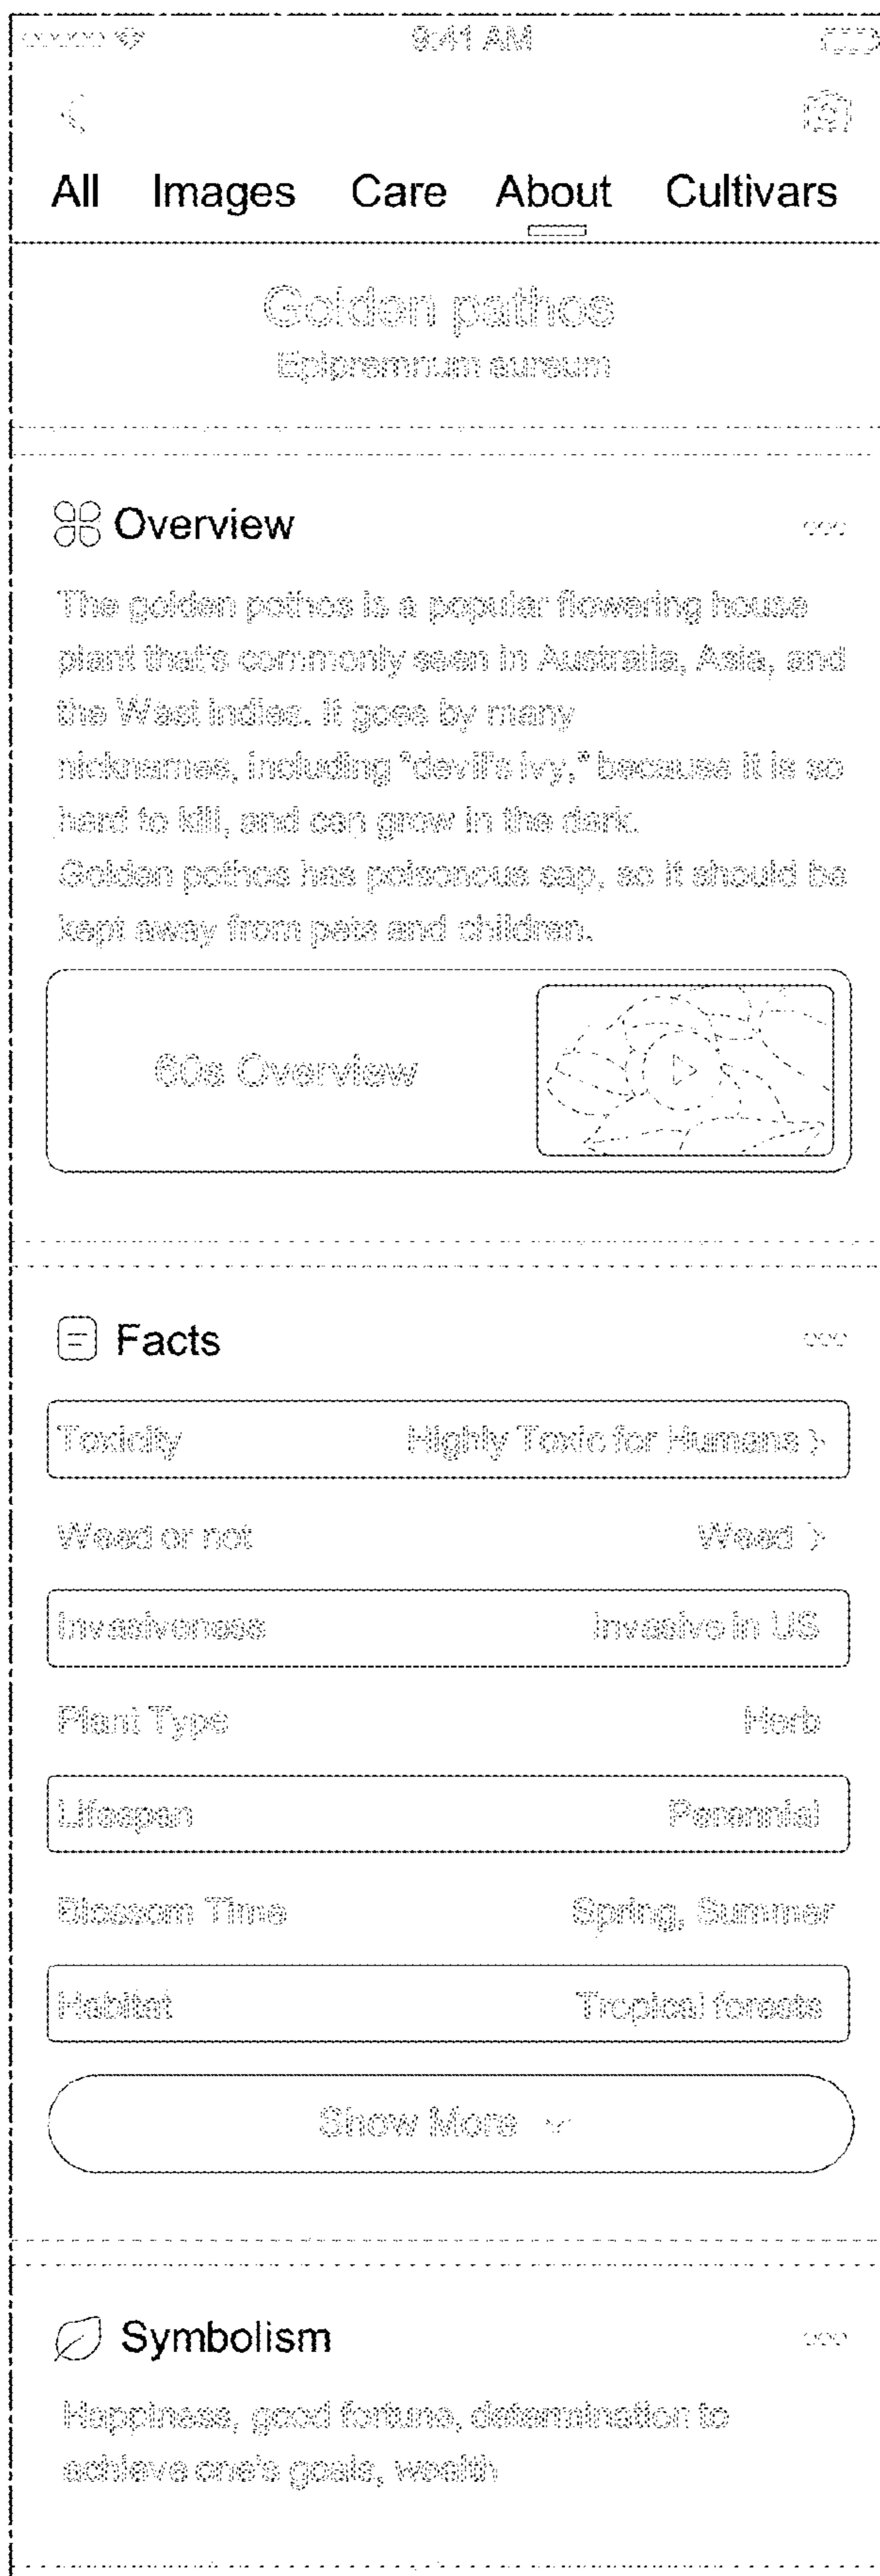 9:41 AM
All Images Care About Cultivars
Golden pathos
Epipremnum aureum
Overview
The golden pothos is a popular flowering house
plant that's commonly seen in Australia, Asia, and
the West Indies. It goes by many
nicknames, including "devil's ivy," because it is so
hard to kill, and can grow in the dark.
Golden pothos has poisonous sap, so it should be
kept away from pets and children.
60s Overview
Facts
Toxicity Highly Toxic for Humans >
Weed or not Weed >
Invasiveness Invasive in US
Plant Type Herb
Lifespan Perennial
Blossom Time Spring, Summer
Habitat Tropical forests
Show More
Symbolism
Happiness, good fortune, determination to
achieve one's goals, wealth